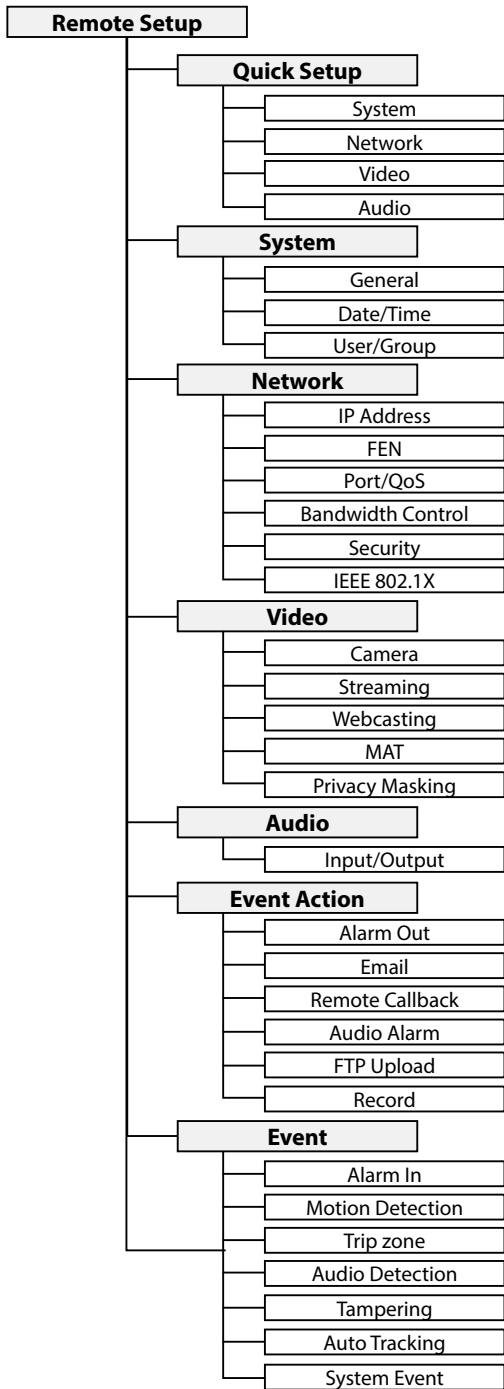 Remote Setup
Quick Setup
System
Network
Video
Audio
System
General
Date/Time
User/Group
Network
IP Address
FEN
Port/QoS
Bandwidth Control
Security
IEEE 802.1X
Video
Camera
Streaming
Webcasting
MAT
Privacy Masking
Audio
Input/Output
Event Action
Alarm Out
Email
Remote Callback
Audio Alarm
FTP Upload
Record
Event
Alarm In
Motion Detection
Trip zone
Audio Detection
Tampering
Auto Tracking
System Event